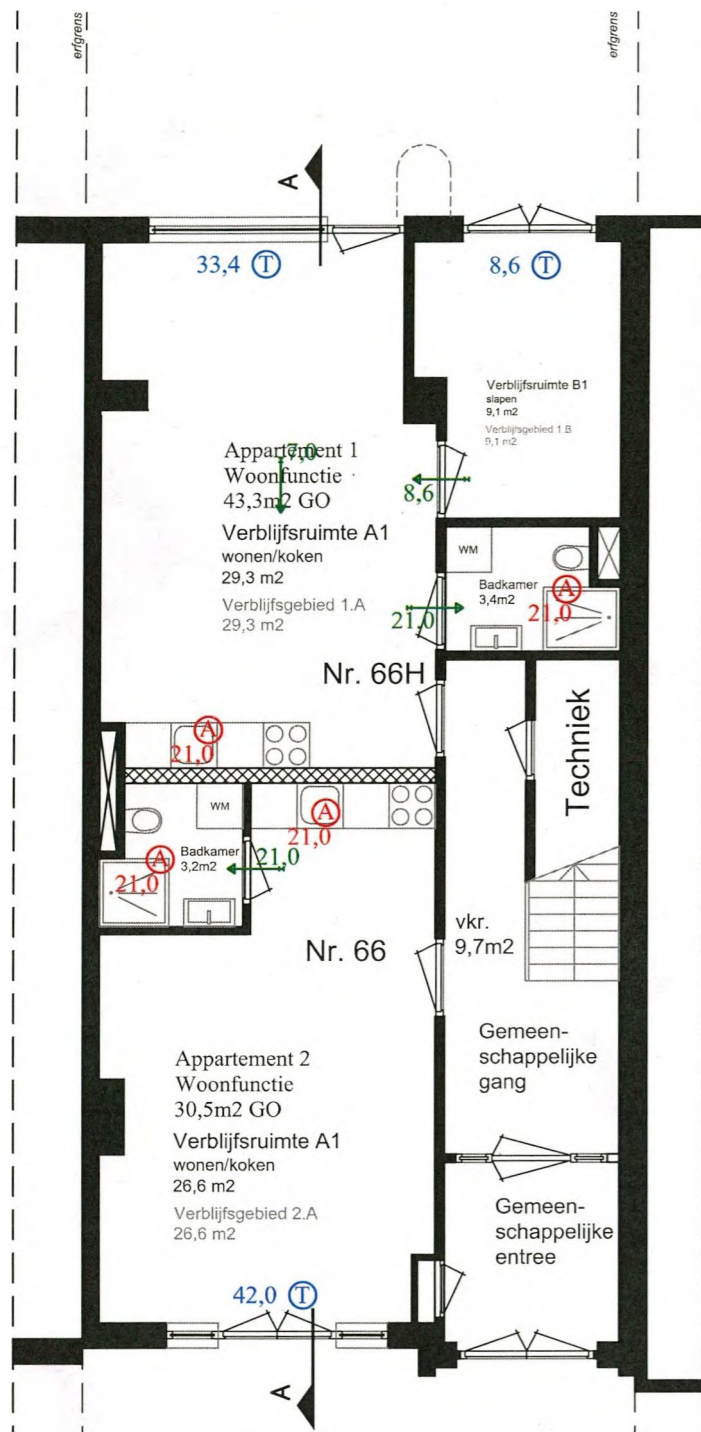 erfgrens
erfgrens
A
33,4 T
8,6 T
Verblijfsruimte B1
slapen
9,1 m2
Verblijfsgebied 1.B
9,1 m2
Appartement 1
7,0
Woonfunctie
43,3m2 GO
8,6
Verblijfsruimte A1
wonen/koken
29,3 m2
Verblijfsgebied 1.A
29,3 m2
WM
Badkamer
3,4m2
A
21,0
21,0
Nr. 66H
Techniek
A
21,0
WM
A
21,0
Badkamer
3,2m2
A
21,0
21,0
vkr.
9,7m2
Nr. 66
Gemeen-
schappelijke
gang
Appartement 2
Woonfunctie
30,5m2 GO
Verblijfsruimte A1
wonen/koken
26,6 m2
Verblijfsgebied 2.A
26,6 m2
Gemeen-
schappelijke
entree
42,0 T
A